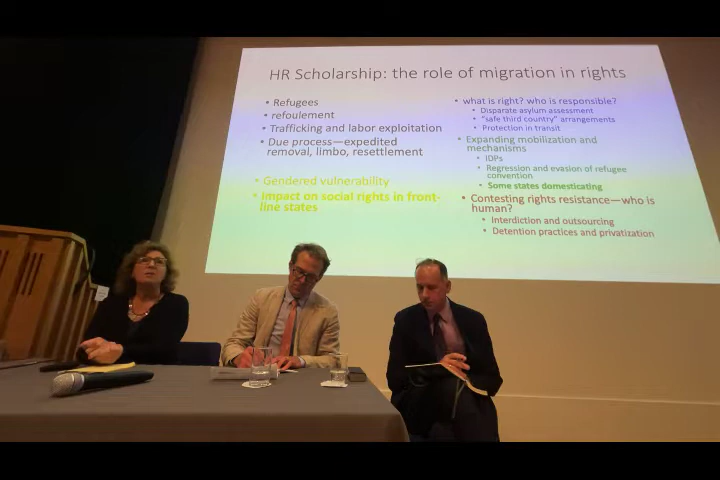 HR Scholarship: the role of migration in rights
• Refugees
• refoulement
• Trafficking and labor exploitation
• Due process—expedited
removal, limbo, resettlement
• Gendered vulnerability
• Impact on social rights in front-
line states
• what is right? who is responsible?
• Disparate asylum assessment
• "safe third country" arrangements
• Protection in transit
• Expanding mobilization and
mechanisms
• IDPs
• Regression and evasion of refugee
convention
• Some states domesticating
• Contesting rights resistance—who is
human?
• Interdiction and outsourcing
• Detention practices and privatization